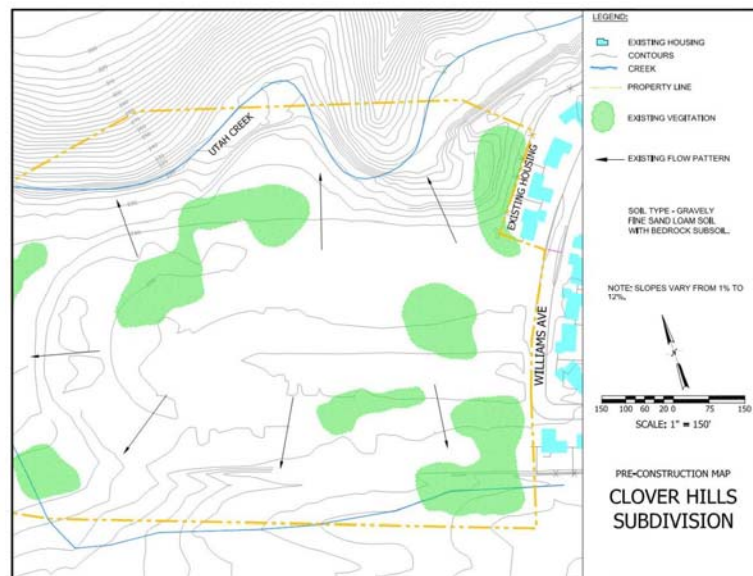 UTAH CREEK
EXISTING HOUSING
WILLIAMS AVE
LEGEND:
EXISTING HOUSING
CONTOURS
CREEK
PROPERTY LINE
EXISTING VEGITATION
EXISTING FLOW PATTERN
SOIL TYPE - GRAVELY
FINE SAND LOAM SOIL
WITH BEDROCK SUBSOIL.
NOTE: SLOPES VARY FROM 1% TO
12%.
150 100 60 20 0 75 150
SCALE: 1" = 150'
PRE-CONSTRUCTION MAP
CLOVER HILLS
SUBDIVISION